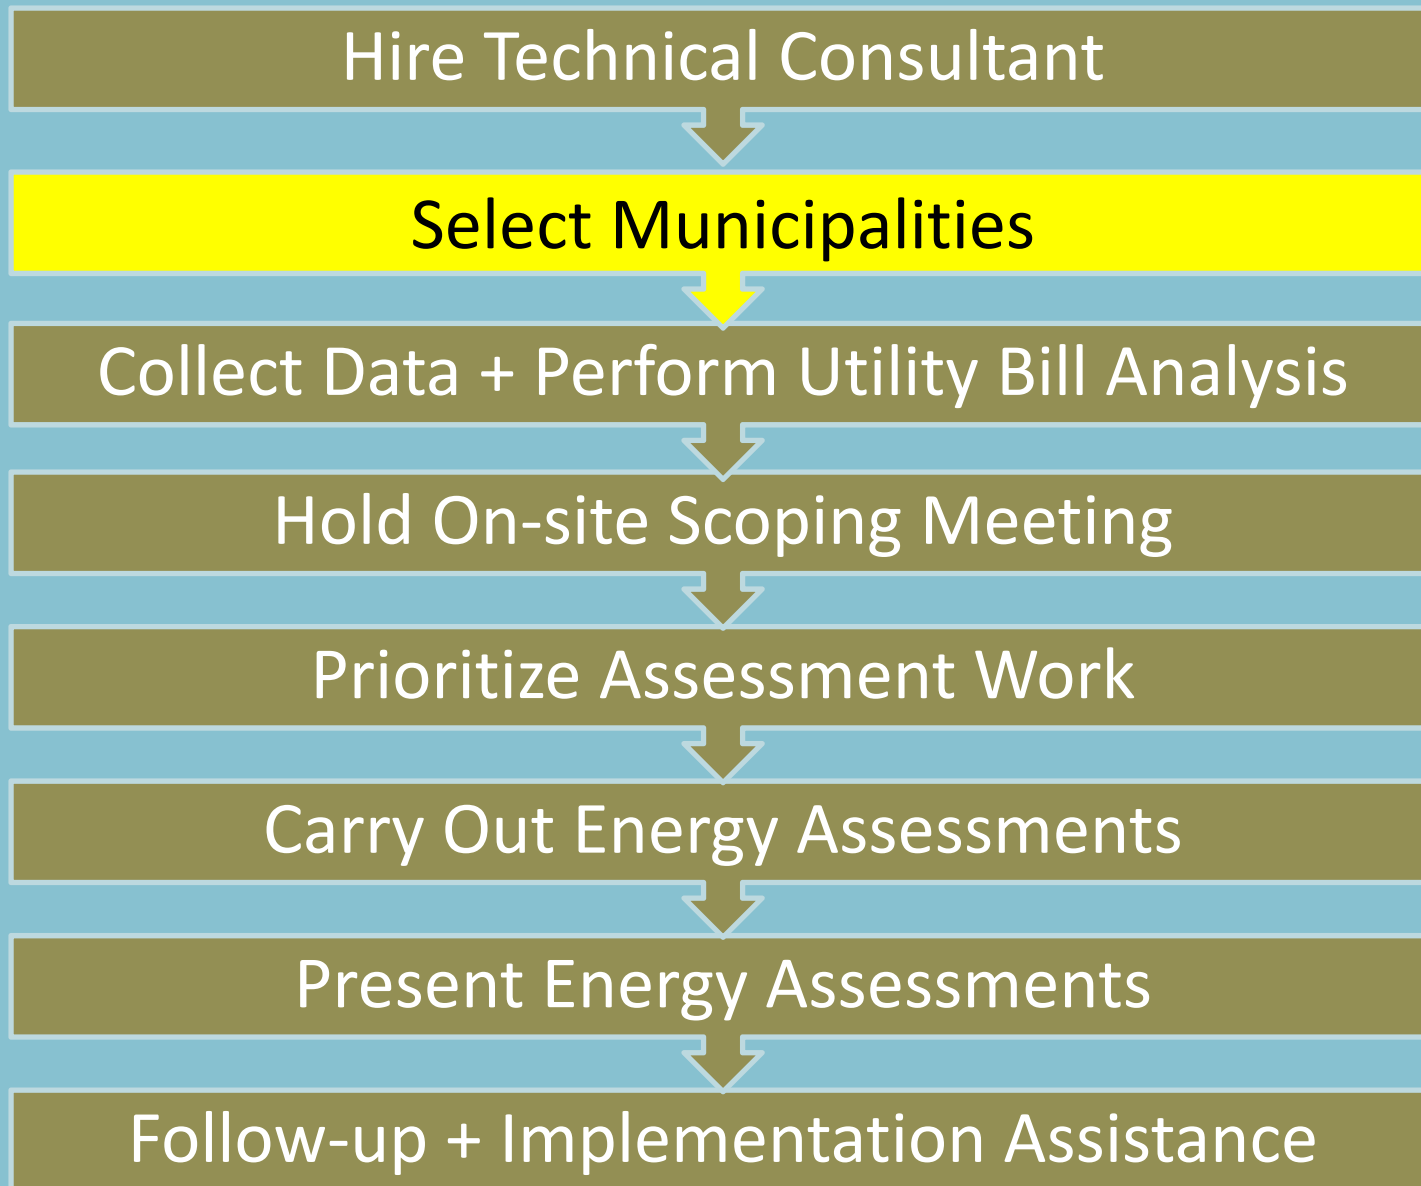 Hire Technical Consultant
Select Municipalities
Collect Data + Perform Utility Bill Analysis
Hold On-site Scoping Meeting
Prioritize Assessment Work
Carry Out Energy Assessments
Present Energy Assessments
Follow-up + Implementation Assistance